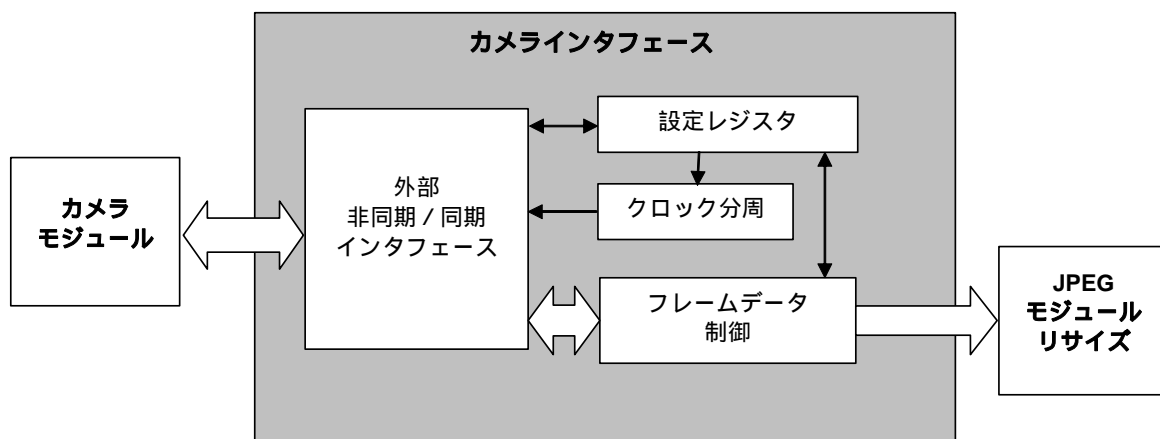 カメラインタフェース
カメラ
モジュール
外部
非同期 / 同期
インタフェース
設定レジスタ
クロック分周
フレームデータ
制御
JPEG
モジュール
リサイズ